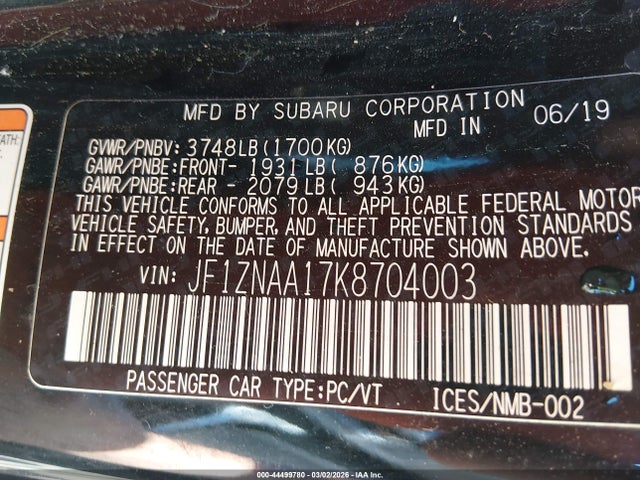 EATH:
MFD BY SUBARU CORPORATION
MFD IN 06/19
GVWR/PNBV: 3748LB(1700KG)
GAWR/PNBE:FRONT- 1931LB( 876KG)
GAWR/PNBE:REAR - 2079LB( 943KG)
THIS VEHICLE CONFORMS TO ALL APPLICABLE FEDERAL MOTOR
VEHICLE SAFETY, BUMPER, AND THEFT PREVENTION STANDARDS
IN EFFECT ON THE DATE OF MANUFACTURE SHOWN ABOVE.
VIN: JF1ZNAA17K8704003
PASSENGER CAR TYPE:PC/VT ICES/NMB-002
000-44499780 - 03/02/2026 - IAA Inc.